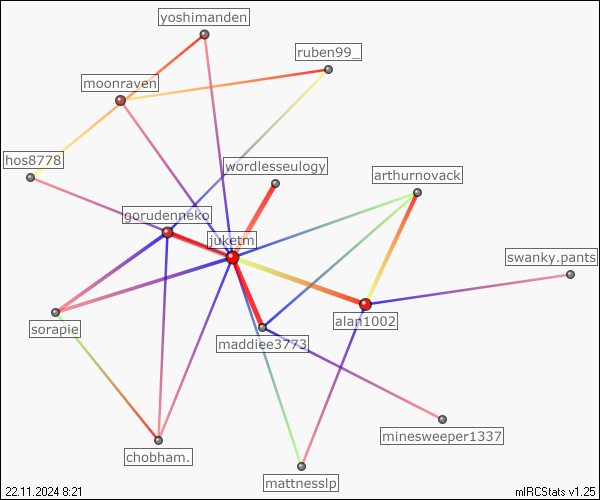 yoshimanden
ruben99_
moonraven
hos8778
wordlesseulogy
arthurnovack
gorudenneko
juketm
swanky.pants
alan1002
sorapie
maddiee3773
minesweeper1337
chobham.
mattnesslp
22.11.2024 8:21
mIRCStats v1.25